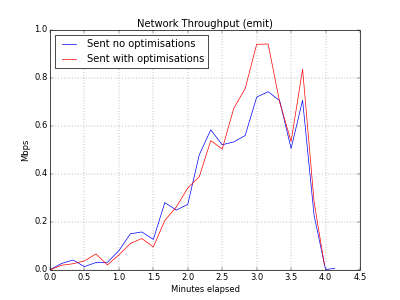 Network Throughput (emit)
Sent no optimisations
Sent with optimisations
Mbps
1.0
0.8
0.6
0.4
0.2
0.0
0.0 0.5 1.0 1.5 2.0 2.5 3.0 3.5 4.0 4.5
Minutes elapsed